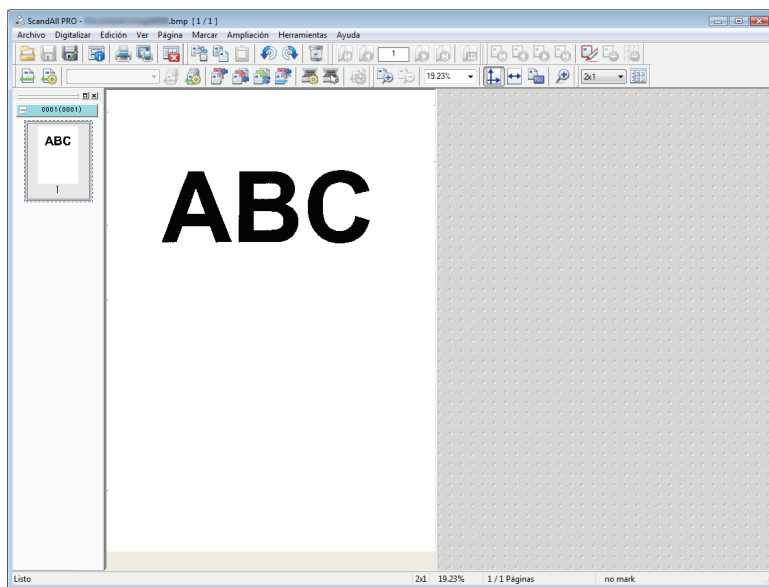 ScandAll PRO - .bmp [ 1 / 1 ]
Archivo Digitalizar Edición Ver Página Marcar Ampliación Herramientas Ayuda
1
19.23% 2x1
0001(0001)
ABC
1
ABC
Listo 2x1 19.23% 1 / 1 Páginas no mark